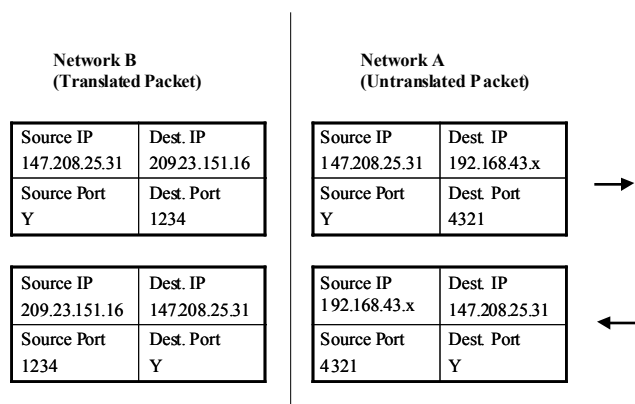 Network B
(Translated Packet)
Network A
(Untranslated Packet)
Source IP
147.208.25.31
Dest. IP
209.23.151.16
Source Port
Y
Dest. Port
1234
Source IP
147.208.25.31
Dest. IP
192.168.43.x
Source Port
Y
Dest. Port
4321
Source IP
209.23.151.16
Dest. IP
147.208.25.31
Source Port
1234
Dest. Port
Y
Source IP
192.168.43.x
Dest. IP
147.208.25.31
Source Port
4321
Dest. Port
Y